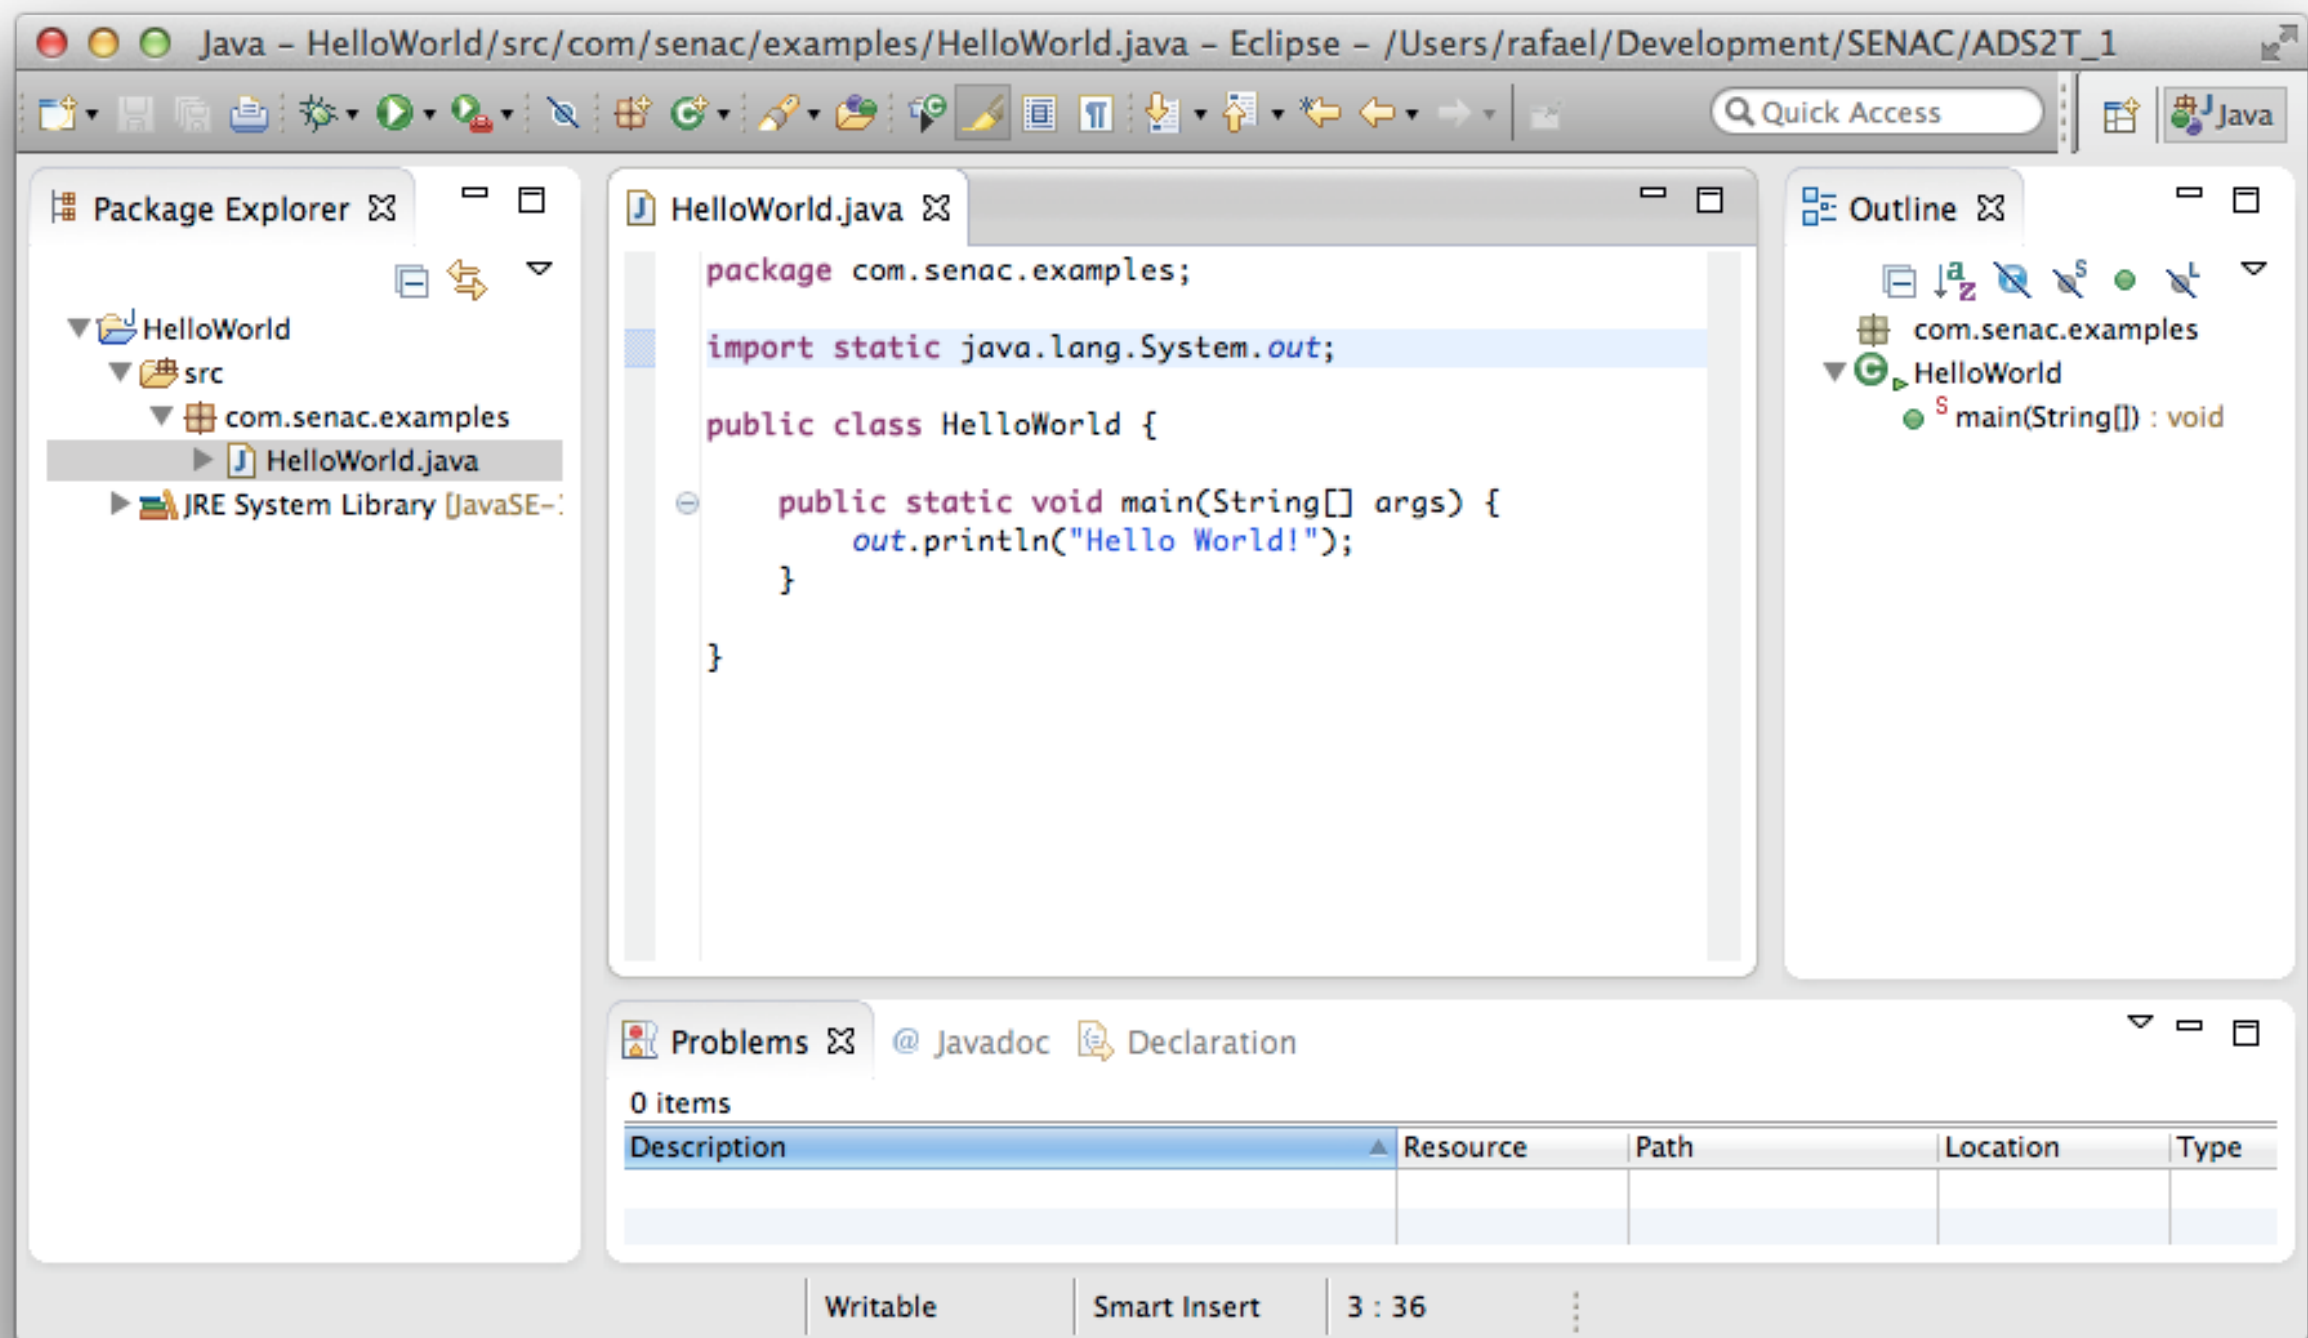 Java – HelloWorld/src/com/senac/examples/HelloWorld.java – Eclipse – /Users/rafael/Development/SENAC/ADS2T_1
Quick Access
Java
Package Explorer
HelloWorld
src
com.senac.examples
HelloWorld.java
JRE System Library [JavaSE-
HelloWorld.java
package com.senac.examples;
import static java.lang.System.out;
public class HelloWorld {
public static void main(String[] args) {
out.println("Hello World!");
}
}
Outline
com.senac.examples
HelloWorld
main(String[]) : void
Problems @ Javadoc Declaration
0 items
Description Resource Path Location Type
Writable Smart Insert 3 : 36